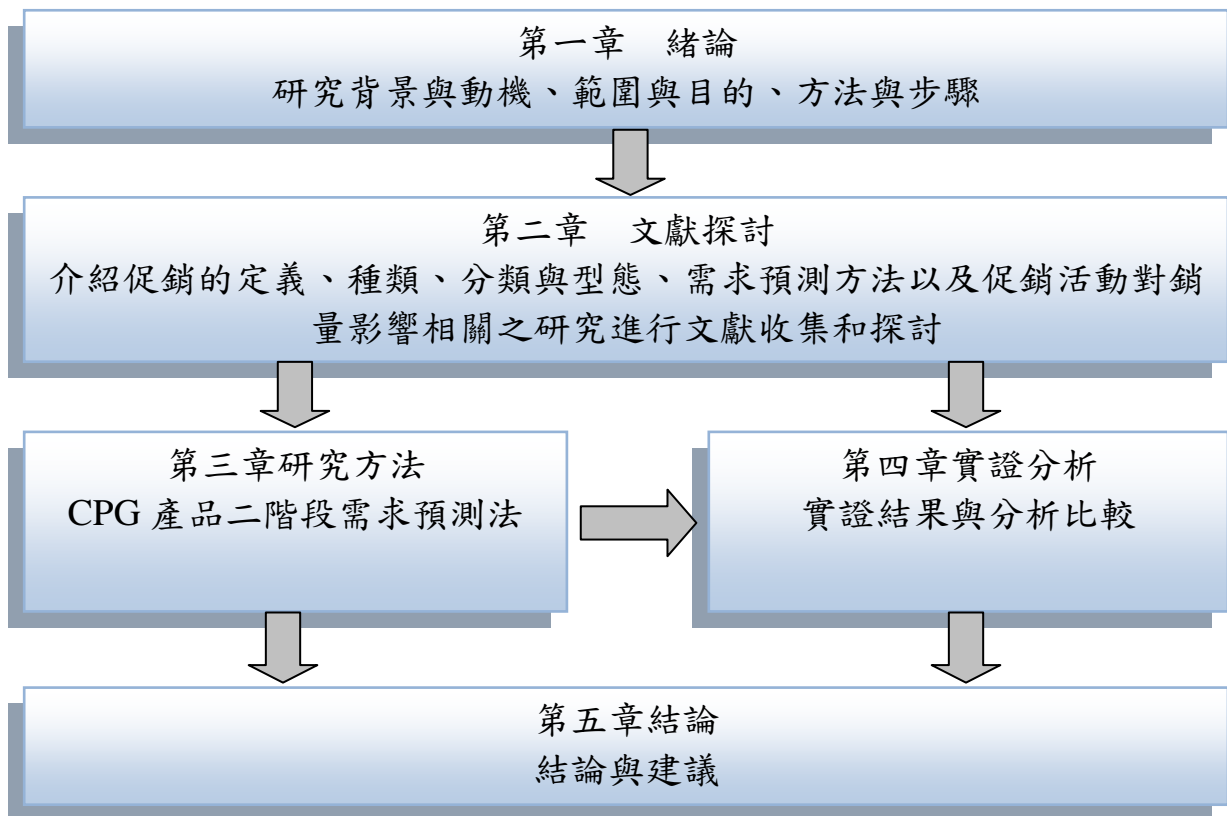 第一章　緒論
研究背景與動機、範圍與目的、方法與步驟
第二章　文獻探討
介紹促銷的定義、種類、分類與型態、需求預測方法以及促銷活動對銷
量影響相關之研究進行文獻收集和探討
第三章研究方法
CPG 產品二階段需求預測法
第四章實證分析
實證結果與分析比較
第五章結論
結論與建議